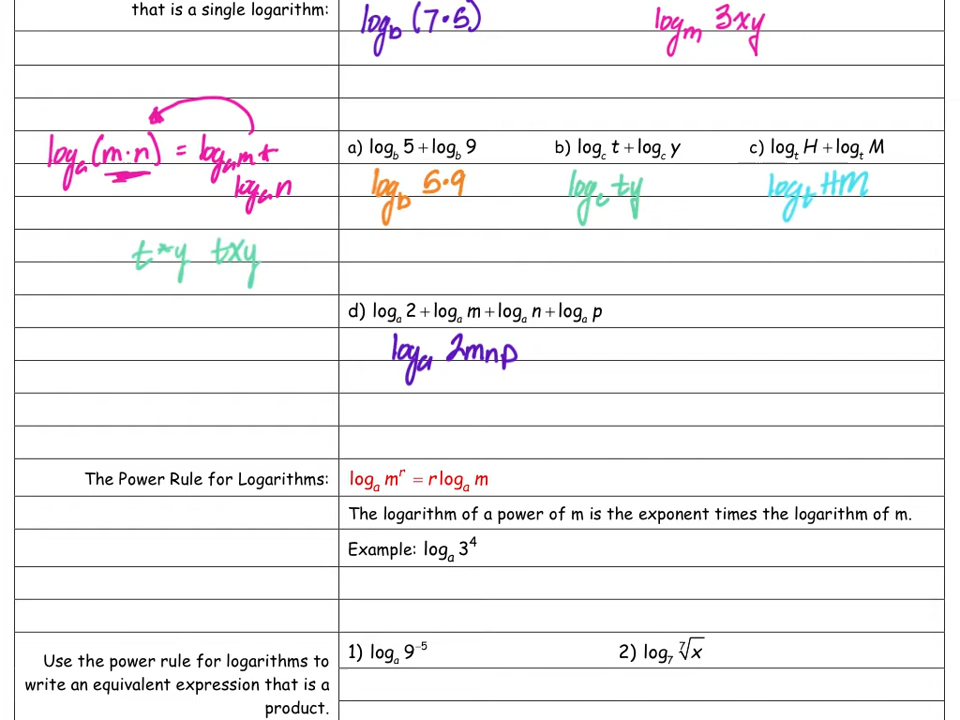 that is a single logarithm:
log_b (7·5) log_m 3xy
log_a (m·n) = log_a m +
log_a n
a) log_b 5 + log_b 9 b) log_c t + log_c y c) log_t H + log_t M
log_b 5·9 log_c ty log_t HM
t*y txy
d) log_a 2 + log_a m + log_a n + log_a p
log_a 2mnp
The Power Rule for Logarithms: log_a m^r = r log_a m
The logarithm of a power of m is the exponent times the logarithm of m.
Example: log_a 3^4
Use the power rule for logarithms to
write an equivalent expression that is a
product.
1) log_a 9^-5 2) log_7 ⁷√x